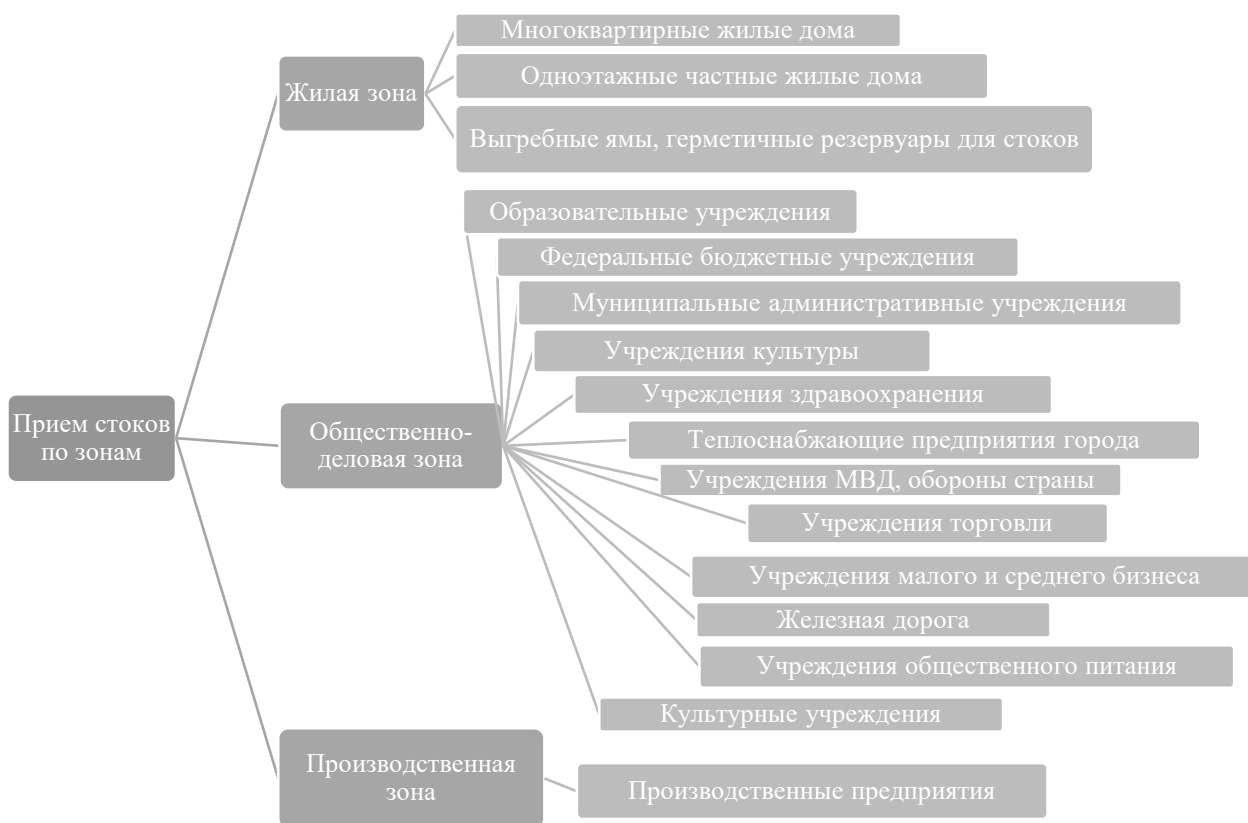 Прием стоков
по зонам
Жилая зона
Многоквартирные жилые дома
Одноэтажные частные жилые дома
Выгребные ямы, герметичные резервуары для стоков
Общественно-
деловая зона
Образовательные учреждения
Федеральные бюджетные учреждения
Муниципальные административные учреждения
Учреждения культуры
Учреждения здравоохранения
Теплоснабжающие предприятия города
Учреждения МВД, обороны страны
Учреждения торговли
Учреждения малого и среднего бизнеса
Железная дорога
Учреждения общественного питания
Культурные учреждения
Производственная
зона
Производственные предприятия